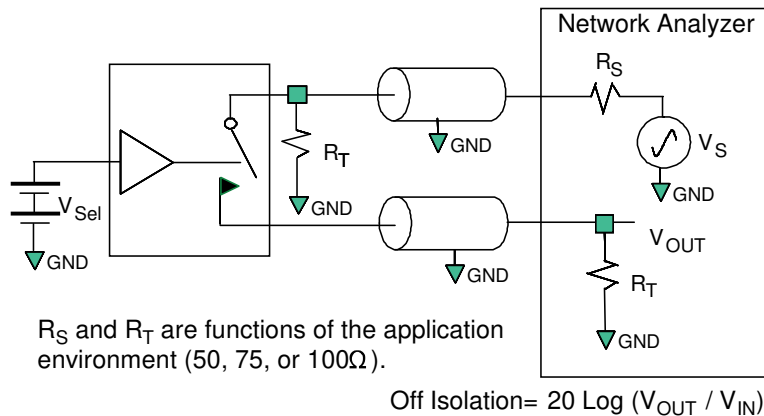 Network Analyzer
R_S
GND
R_T
V_S
GND
V_Sel
GND
GND
V_OUT
GND
R_T
GND
R_S and R_T are functions of the application
environment (50, 75, or 100Ω).
Off Isolation= 20 Log (V_OUT / V_IN)